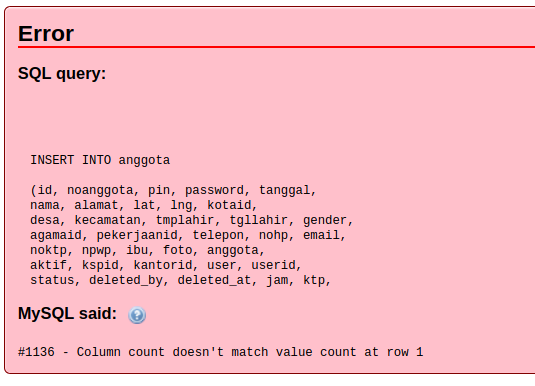 Error
SQL query:
INSERT INTO anggota
(id, noanggota, pin, password, tanggal,
nama, alamat, lat, lng, kotaid,
desa, kecamatan, tmplahir, tgllahir, gender,
agamaid, pekerjaanid, telepon, nohp, email,
noktp, npwp, ibu, foto, anggota,
aktif, kspid, kantorid, user, userid,
status, deleted_by, deleted_at, jam, ktp,
MySQL said:
#1136 - Column count doesn't match value count at row 1